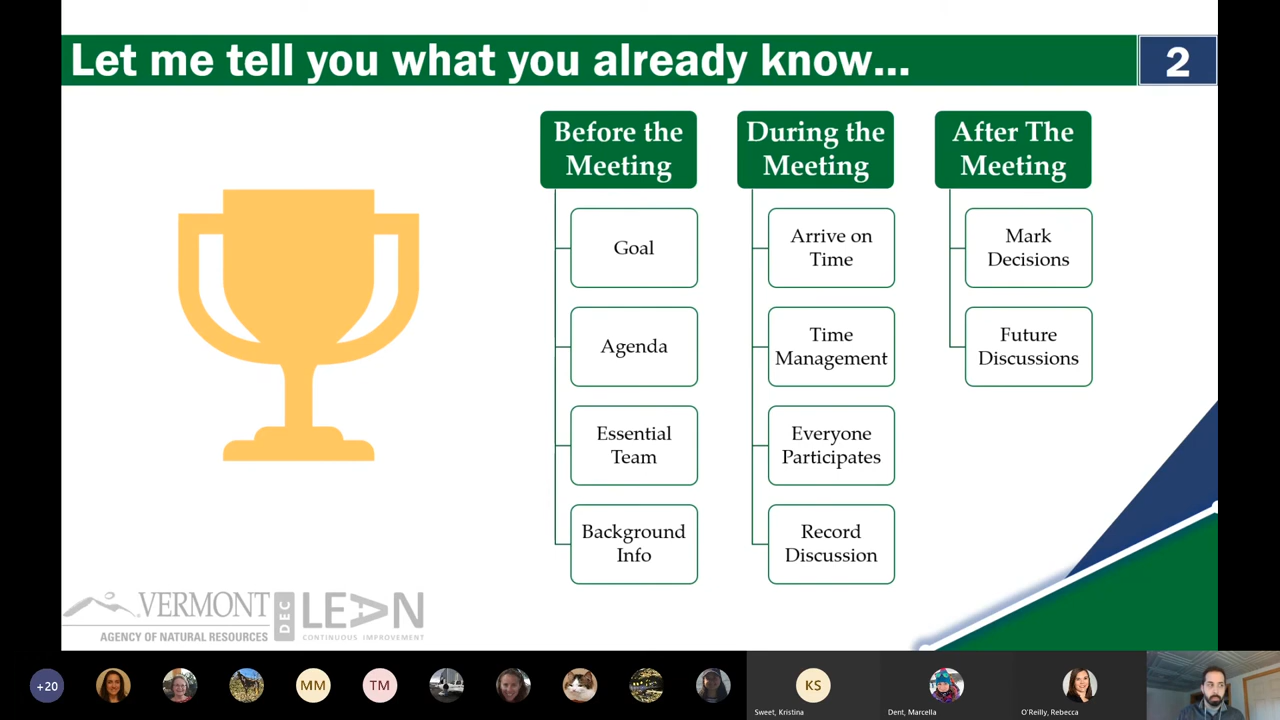 Let me tell you what you already know...
2
Before the
Meeting
Goal
Agenda
Essential
Team
Background
Info
During the
Meeting
Arrive on
Time
Time
Management
Everyone
Participates
Record
Discussion
After The
Meeting
Mark
Decisions
Future
Discussions
VERMONT
AGENCY OF NATURAL RESOURCES
DEC
LEAN
CONTINUOUS IMPROVEMENT
+20
MM
TM
KS
Sweet, Kristina
Dent, Marcella
O'Reilly, Rebecca